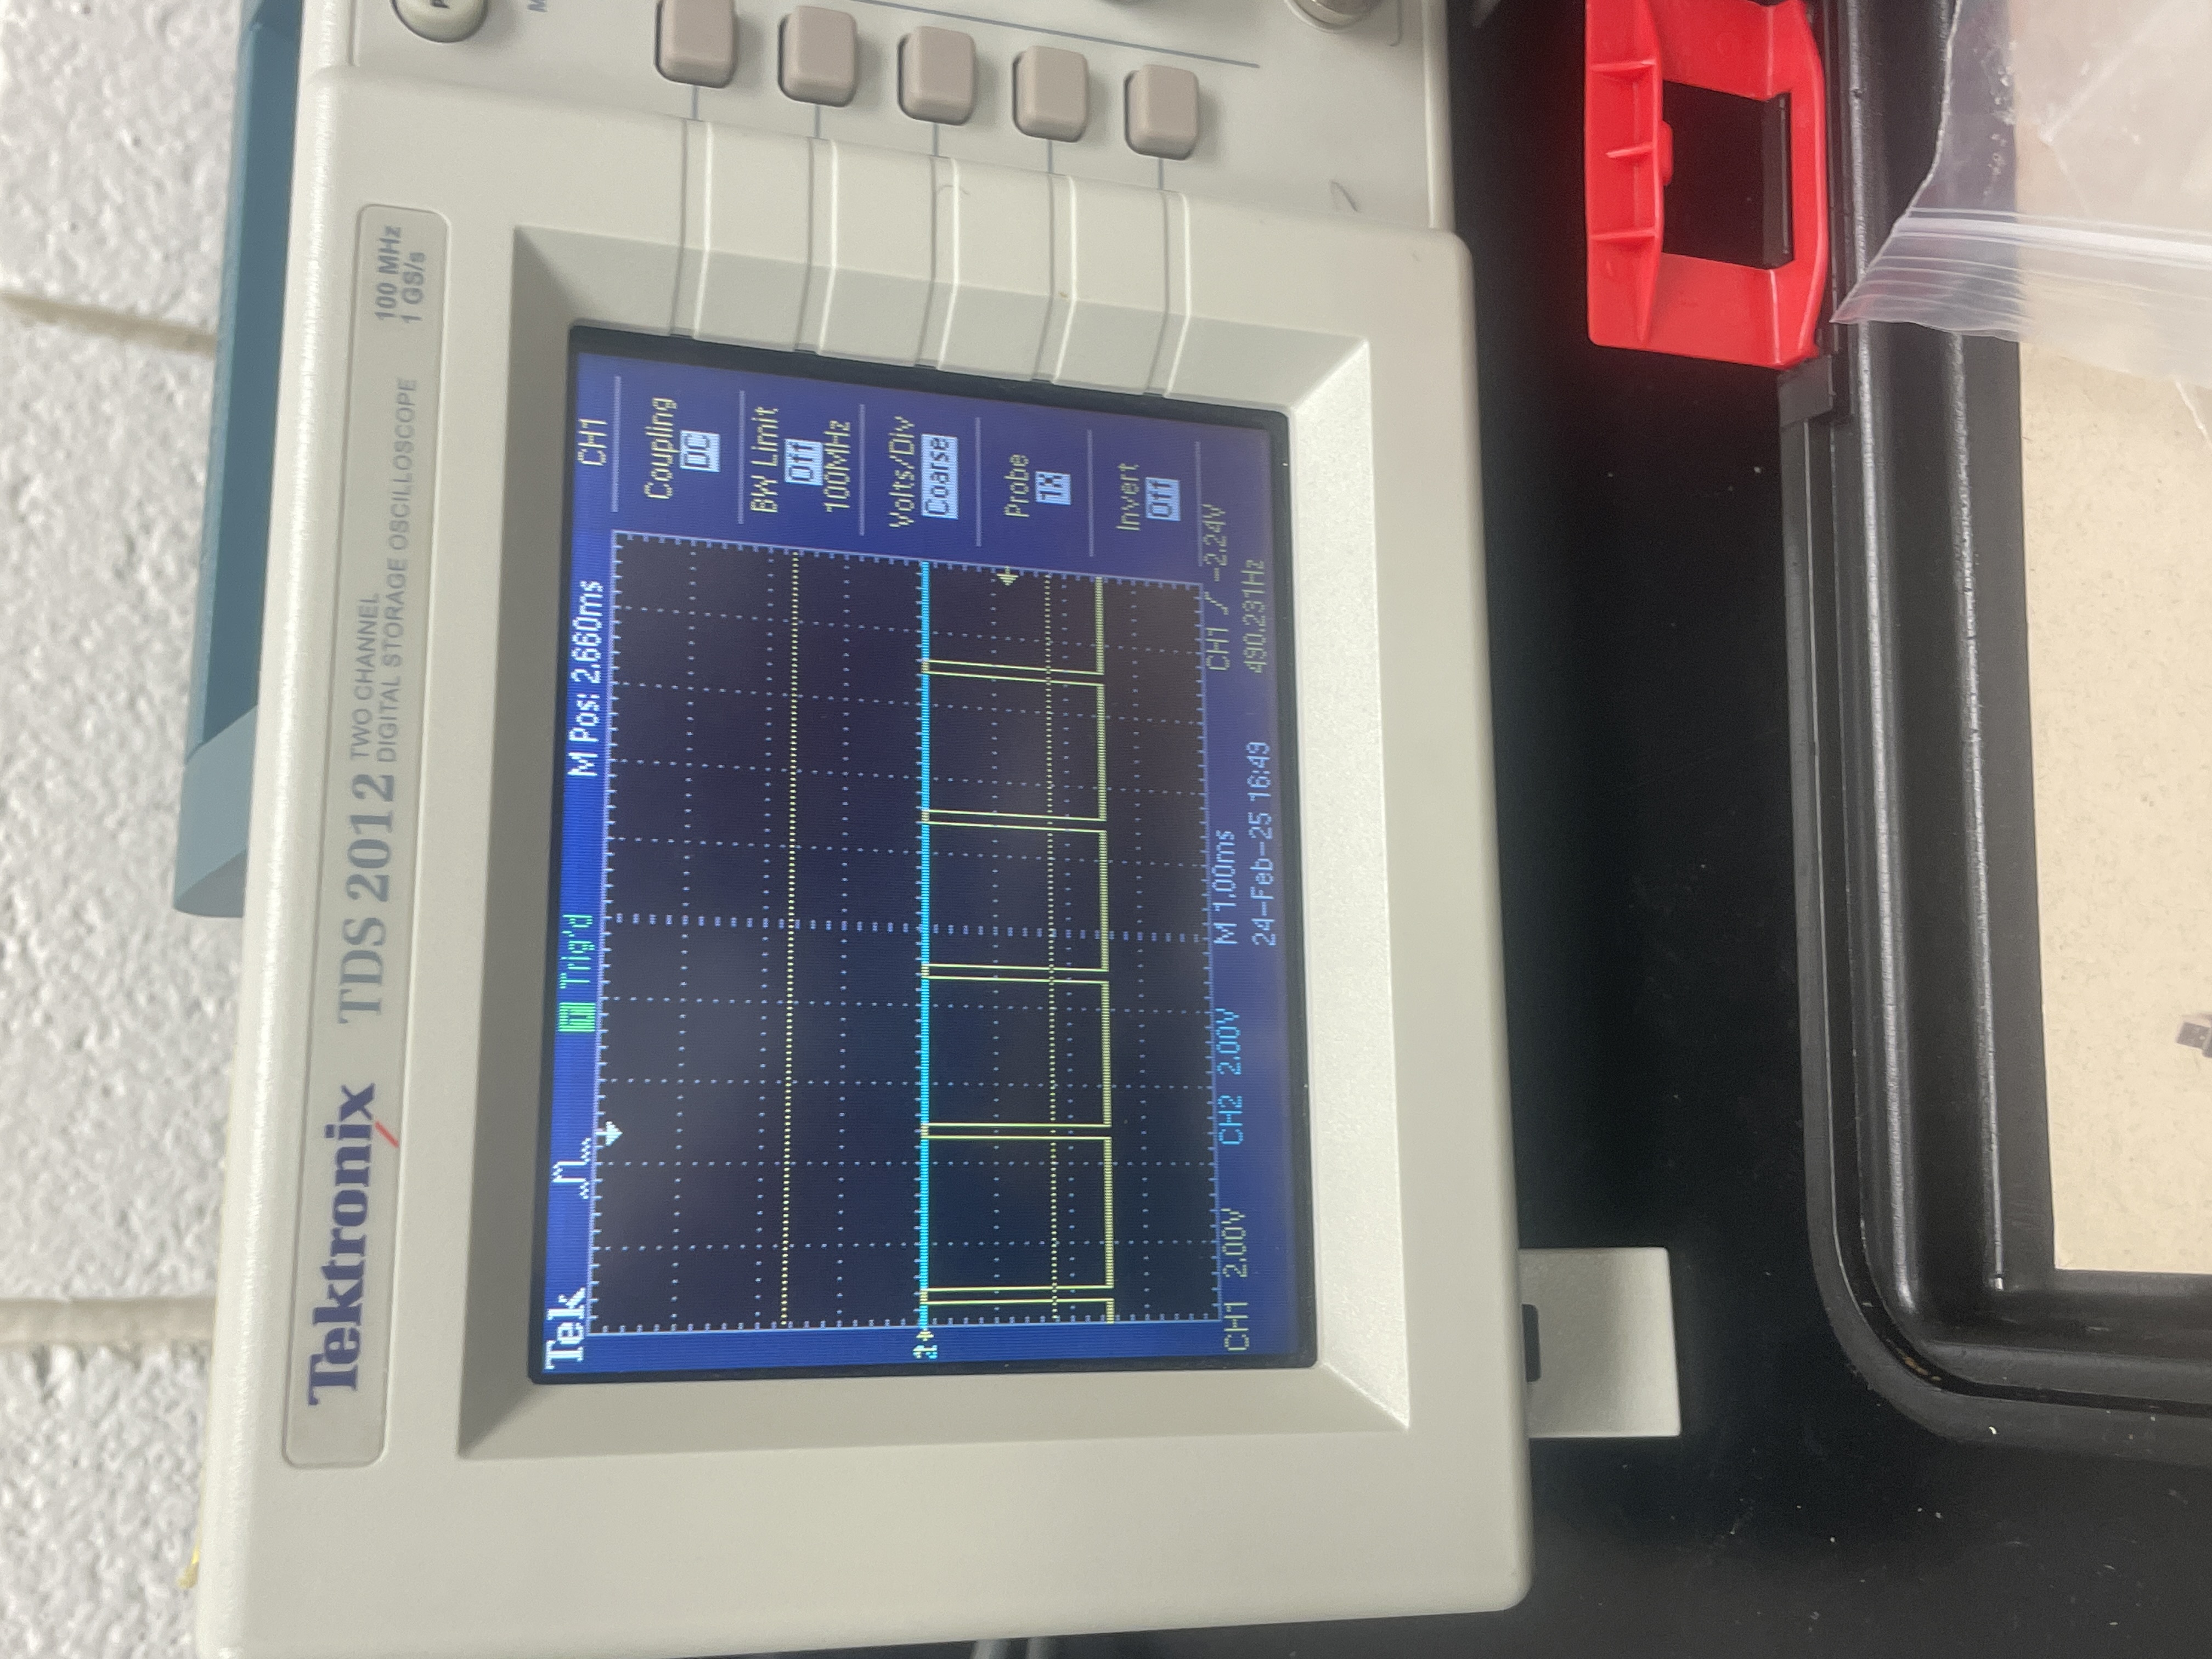 Tektronix TDS 2012 TWO CHANNEL
DIGITAL STORAGE OSCILLOSCOPE
100 MHz
1 GS/s
Tek Trig'd M Pos: 2.660ms CH1
Coupling
DC
BW Limit
Off
100MHz
Volts/Div
Coarse
Probe
1X
Invert
Off
CH1 2.00V CH2 2.00V M 1.00ms CH1 -2.24V
24-Feb-25 16:49 490.231Hz